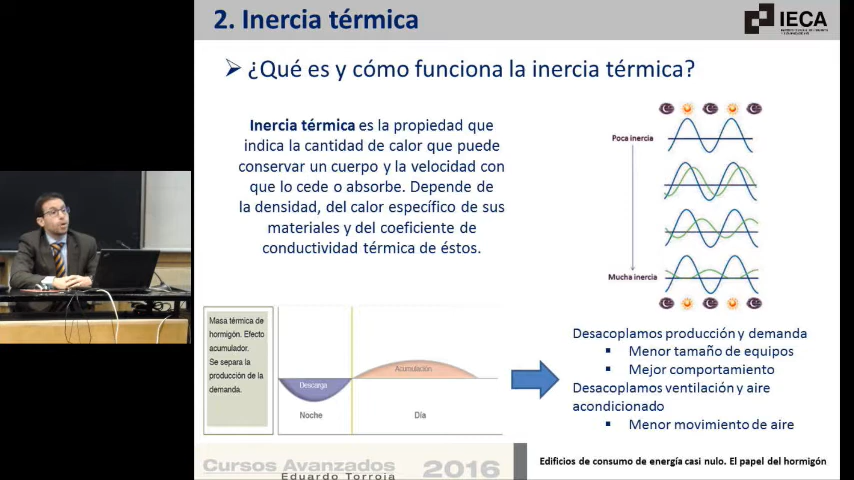 2. Inercia térmica
IECA
¿Qué es y cómo funciona la inercia térmica?
Inercia térmica es la propiedad que
indica la cantidad de calor que puede
conservar un cuerpo y la velocidad con
que lo cede o absorbe. Depende de
la densidad, del calor específico de sus
materiales y del coeficiente de
conductividad térmica de éstos.
Poca inercia
Mucha inercia
Masa térmica de
hormigón. Efecto
acumulador.
Se separa la
producción de la
demanda.
Descarga
Acumulación
Noche
Día
Desacoplamos producción y demanda
▪ Menor tamaño de equipos
▪ Mejor comportamiento
Desacoplamos ventilación y aire
acondicionado
▪ Menor movimiento de aire
Cursos Avanzados 2016
Eduardo Torroja
Edificios de consumo de energía casi nulo. El papel del hormigón